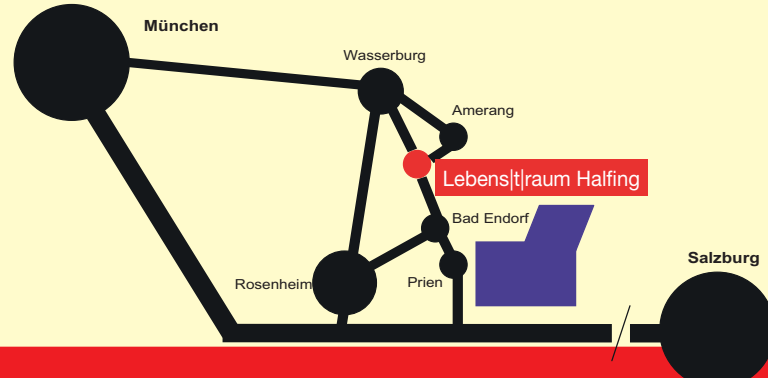 München
Wasserburg
Amerang
Lebens|t|raum Halfing
Bad Endorf
Salzburg
Rosenheim
Prien